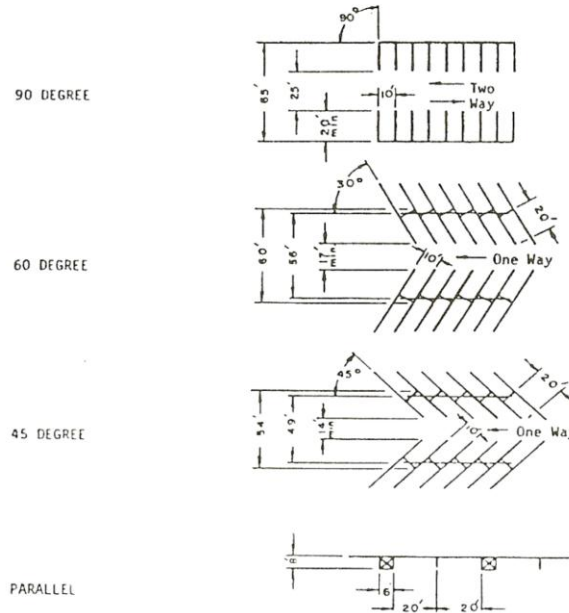 90°
90 DEGREE
65'
25'
20'
min
10'
Two
Way
30°
60 DEGREE
60'
56'
17'
min
10'
One Way
20'
45°
45 DEGREE
54'
49'
14'
min
10'
One Way
20'
PARALLEL
8'
6
20'
20'